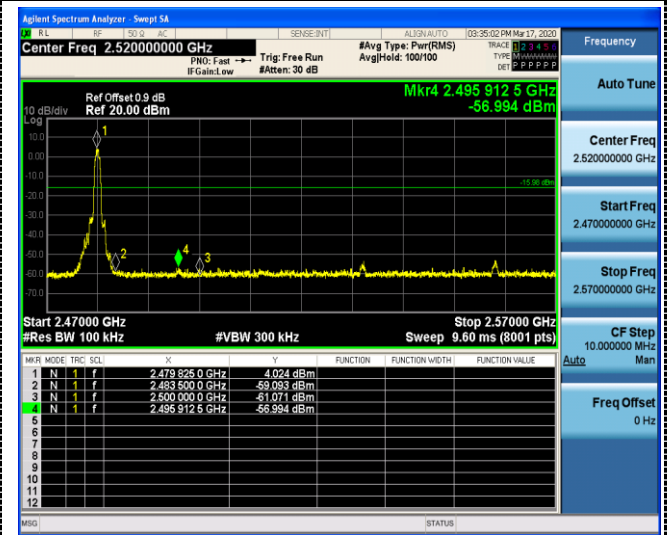 Agilent Spectrum Analyzer - Swept SA
RL RF 50 Ω AC SENSE:INT ALIGN AUTO 03:35:02 PM Mar 17, 2020
Center Freq 2.520000000 GHz
PNO: Fast
IFGain:Low
Trig: Free Run
#Atten: 30 dB
#Avg Type: Pwr(RMS)
Avg|Hold: 100/100
TRACE 1 2 3 4 5 6
TYPE M
DET P P P P P P
Frequency
Auto Tune
Center Freq
2.520000000 GHz
Start Freq
2.470000000 GHz
Stop Freq
2.570000000 GHz
CF Step
10.000000 MHz
Auto Man
Freq Offset
0 Hz
Mkr4 2.495 912 5 GHz
-56.994 dBm
Ref Offset 0.9 dB
10 dB/div Ref 20.00 dBm
Log
10.0
0.00
-10.0
-20.0
-30.0
-40.0
-50.0
-60.0
-70.0
-15.98 dBm
1
2
4
3
Start 2.47000 GHz Stop 2.57000 GHz
#Res BW 100 kHz #VBW 300 kHz Sweep 9.60 ms (8001 pts)
MKR MODE TRC SCL X Y FUNCTION FUNCTION WIDTH FUNCTION VALUE
1 N 1 f 2.479 825 0 GHz 4.024 dBm
2 N 1 f 2.483 500 0 GHz -59.093 dBm
3 N 1 f 2.500 000 0 GHz -61.071 dBm
4 N 1 f 2.495 912 5 GHz -56.994 dBm
5
6
7
8
9
10
11
12
MSG STATUS